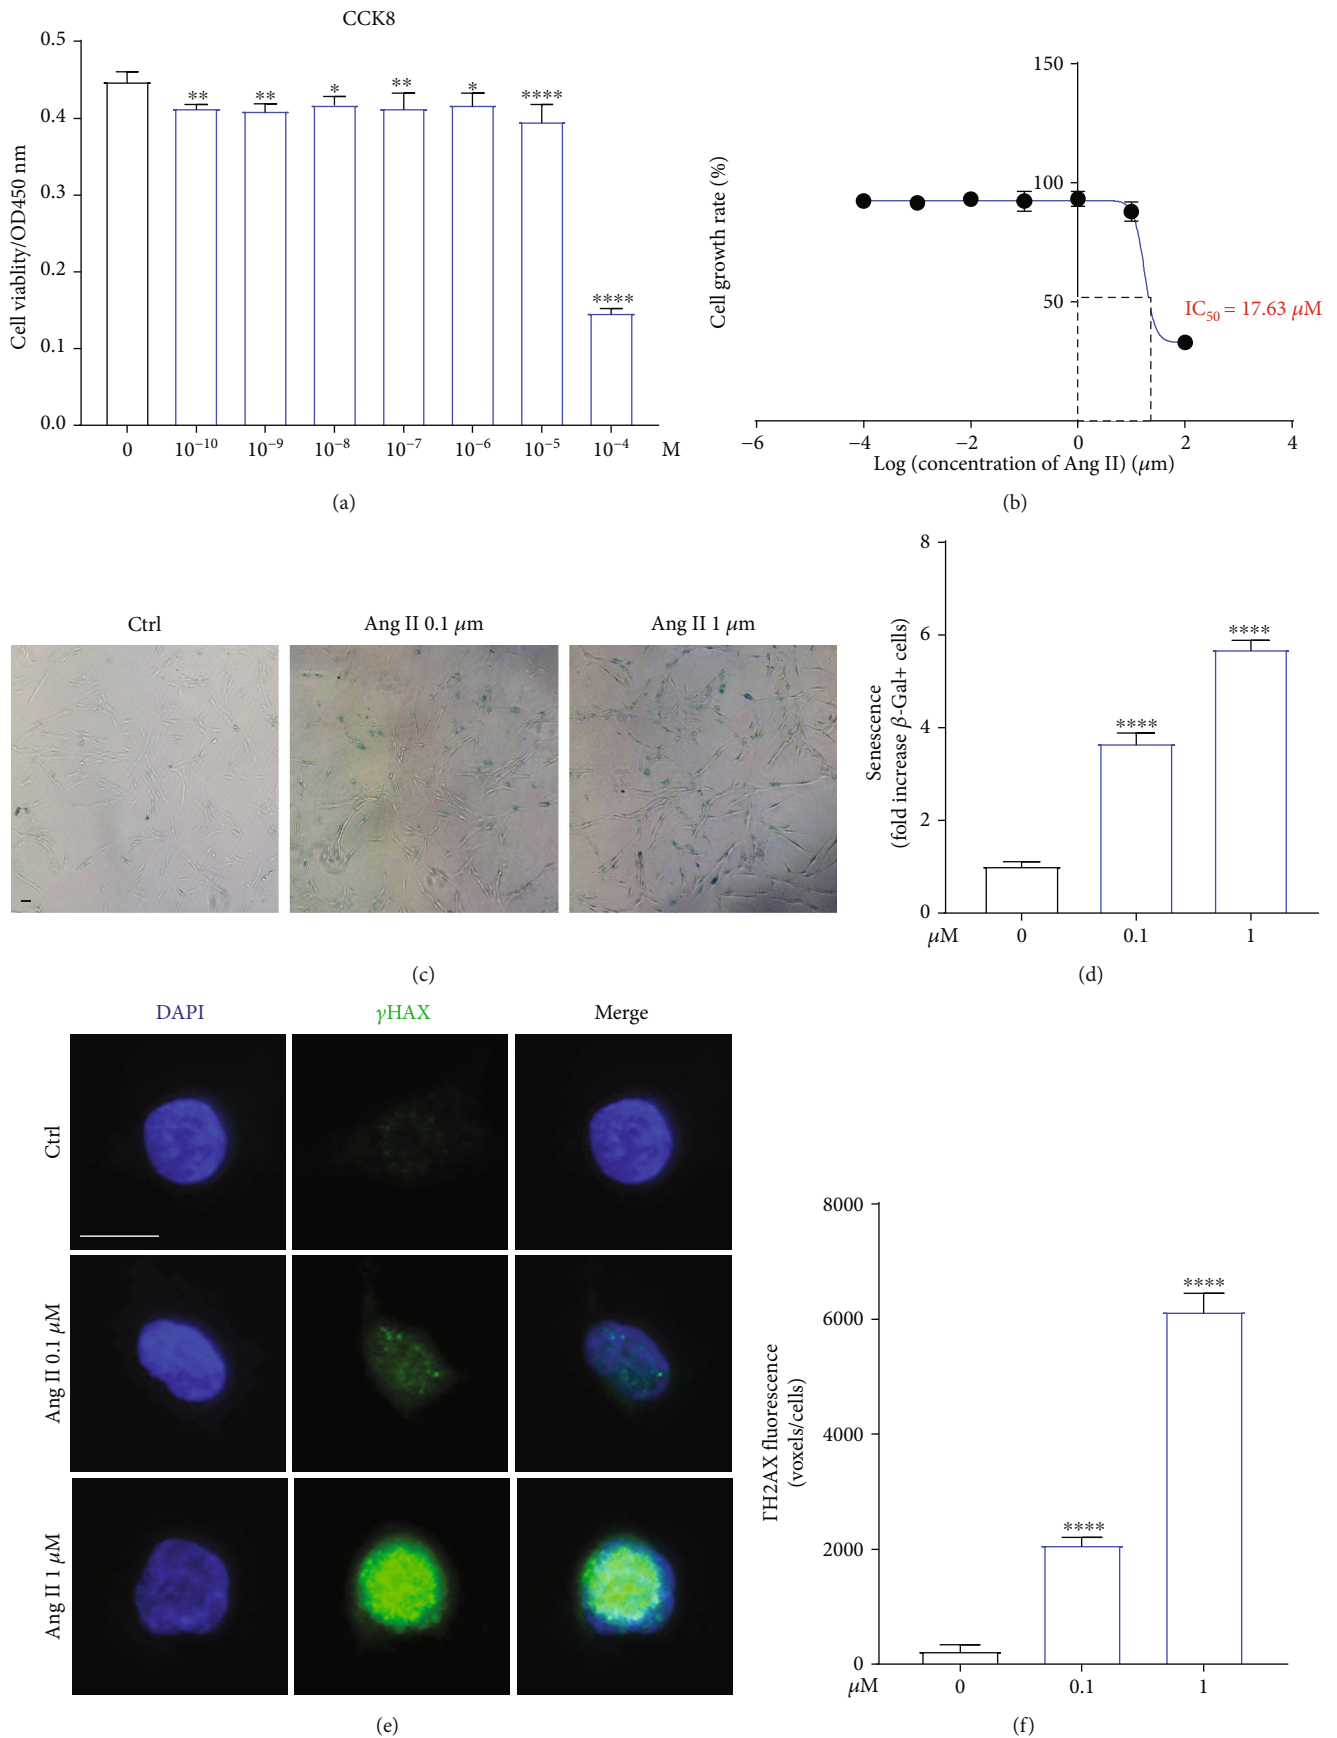 CCK8
Cell viablity/OD450 nm
0.5
0.4
0.3
0.2
0.1
0.0
** ** * ** * **** ****
0 10⁻¹⁰ 10⁻⁹ 10⁻⁸ 10⁻⁷ 10⁻⁶ 10⁻⁵ 10⁻⁴ M
(a)
Cell growth rate (%)
150
100
50
IC₅₀ = 17.63 μM
−6 −4 −2 0 2 4
Log (concentration of Ang II) (μm)
(b)
Ctrl Ang II 0.1 μm Ang II 1 μm
(c)
Senescence
(fold increase β-Gal+ cells)
8
6
4
2
0
**** ****
μM 0 0.1 1
(d)
DAPI γHAX Merge
Ctrl
Ang II 0.1 μM
Ang II 1 μM
(e)
ΓH2AX fluorescence
(voxels/cells)
8000
6000
4000
2000
0
**** ****
μM 0 0.1 1
(f)